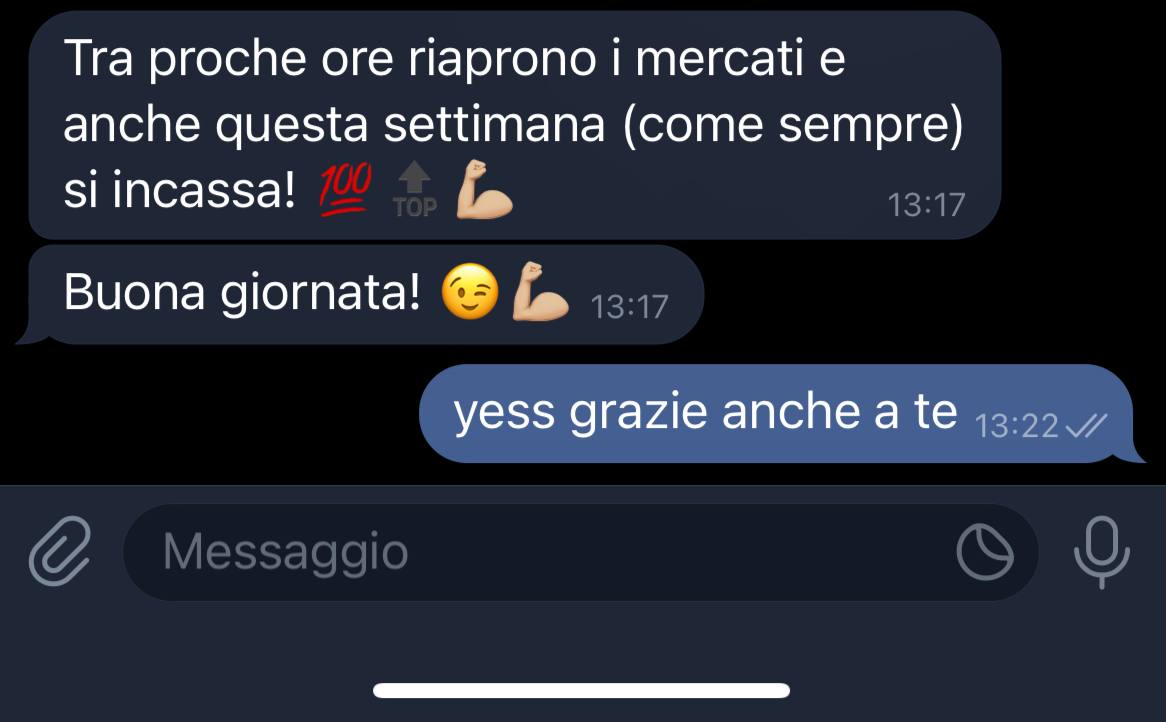 Tra proche ore riaprono i mercati e
anche questa settimana (come sempre)
si incassa! 💯 🔝 💪🏼 13:17
Buona giornata! 😉💪🏼 13:17
yess grazie anche a te 13:22
Messaggio